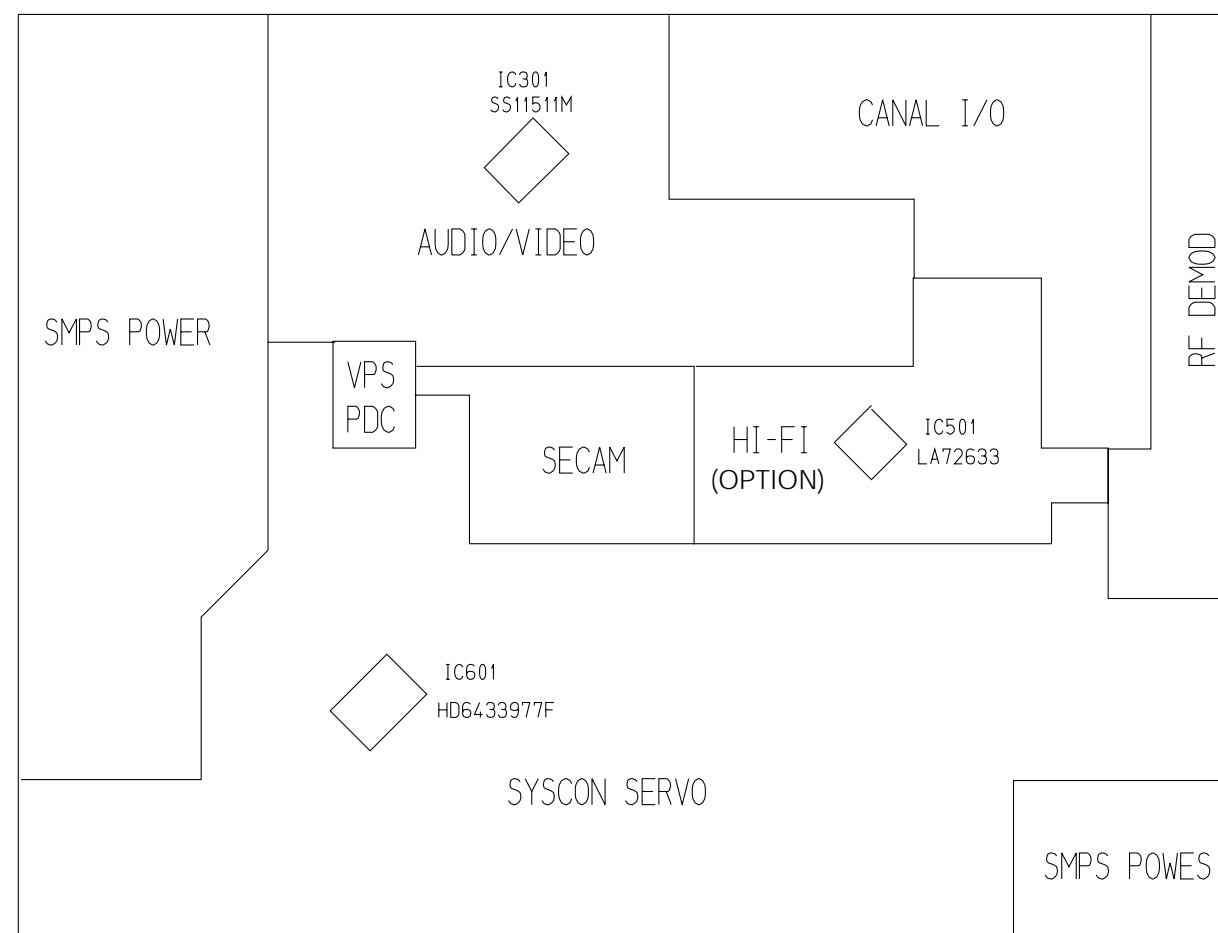 IC301
SS11511M
CANAL I/O
AUDIO/VIDEO
RF DEMOD
SMPS POWER
VPS
PDC
SECAM
HI-FI
(OPTION)
IC501
LA72633
IC601
HD6433977F
SYSCON SERVO
SMPS POWES